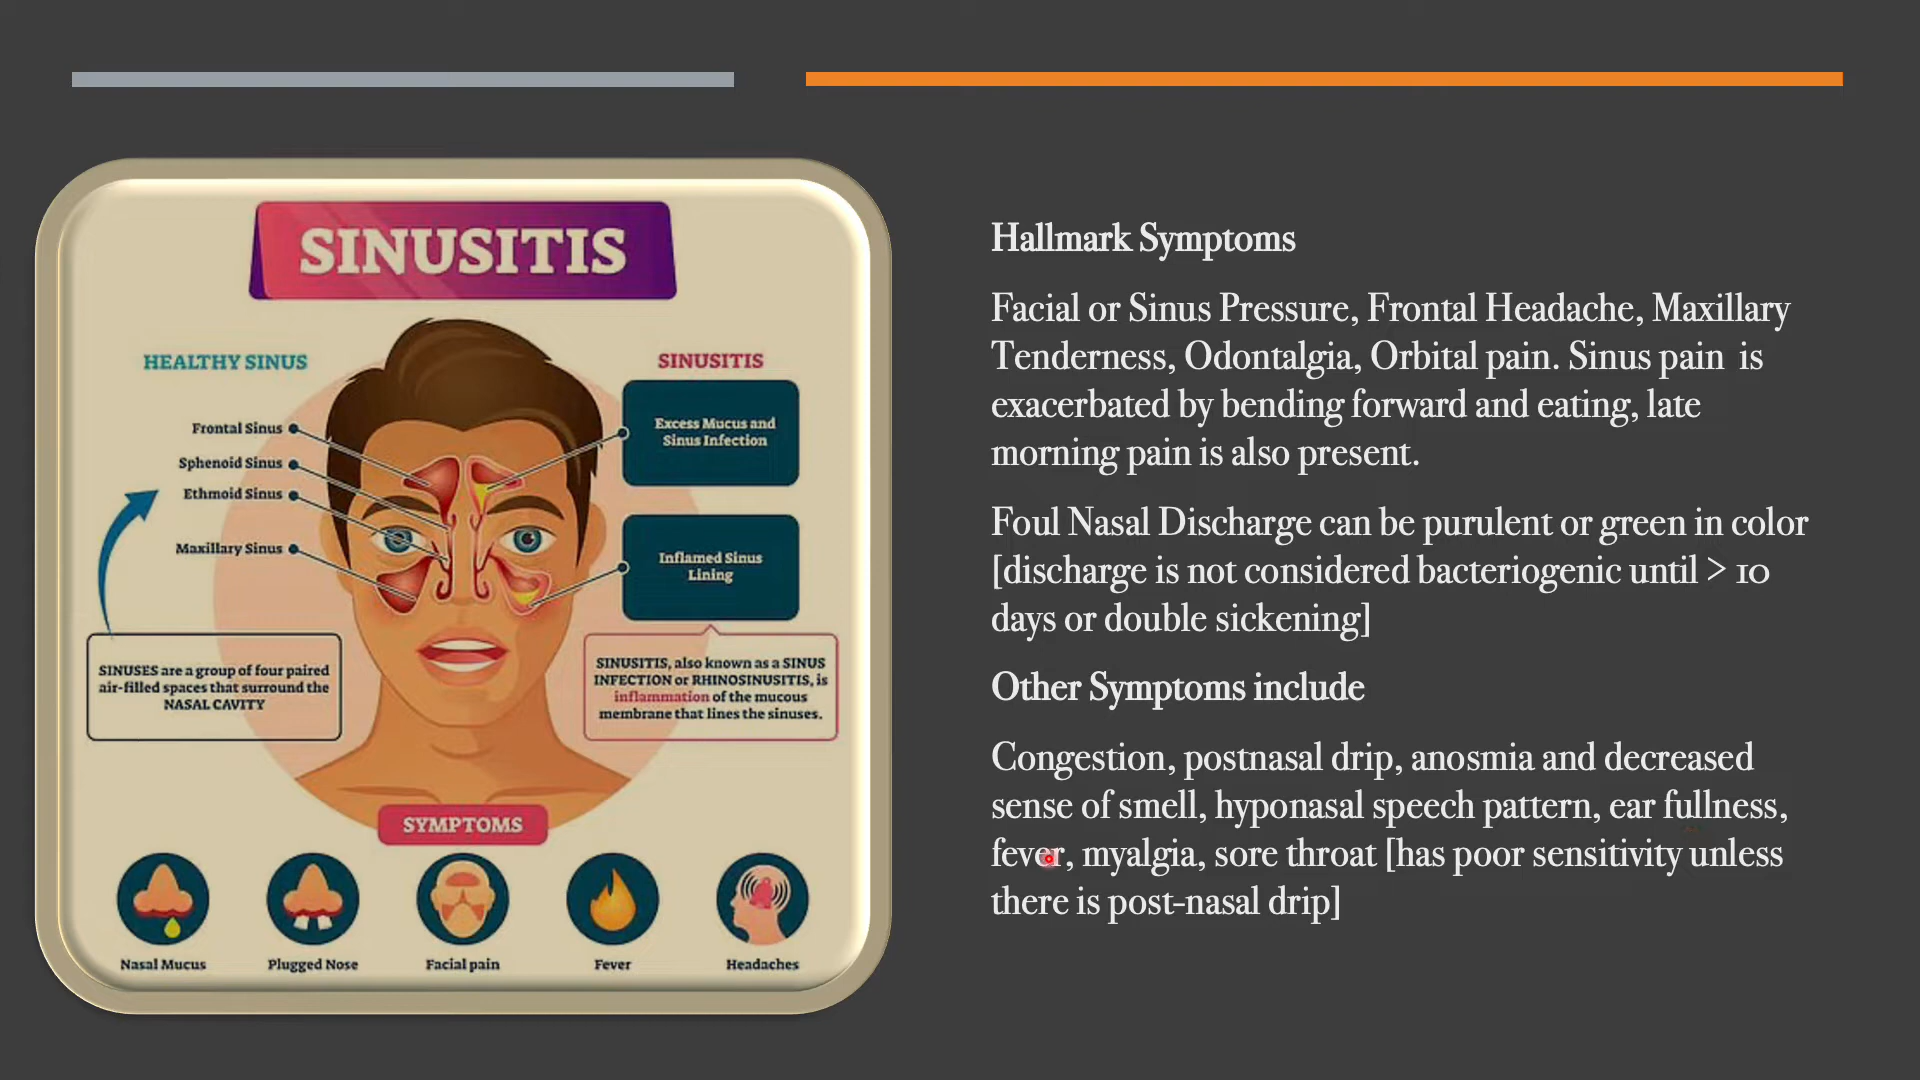 SINUSITIS
HEALTHY SINUS
SINUSITIS
Frontal Sinus
Sphenoid Sinus
Ethmoid Sinus
Maxillary Sinus
Excess Mucus and
Sinus Infection
Inflamed Sinus
Lining
SINUSES are a group of four paired
air-filled spaces that surround the
NASAL CAVITY
SINUSITIS, also known as a SINUS
INFECTION or RHINOSINUSITIS, is
inflammation of the mucous
membrane that lines the sinuses.
SYMPTOMS
Nasal Mucus
Plugged Nose
Facial pain
Fever
Headaches
Hallmark Symptoms
Facial or Sinus Pressure, Frontal Headache, Maxillary
Tenderness, Odontalgia, Orbital pain. Sinus pain is
exacerbated by bending forward and eating, late
morning pain is also present.
Foul Nasal Discharge can be purulent or green in color
[discharge is not considered bacteriogenic until > 10
days or double sickening]
Other Symptoms include
Congestion, postnasal drip, anosmia and decreased
sense of smell, hyponasal speech pattern, ear fullness,
fever, myalgia, sore throat [has poor sensitivity unless
there is post-nasal drip]